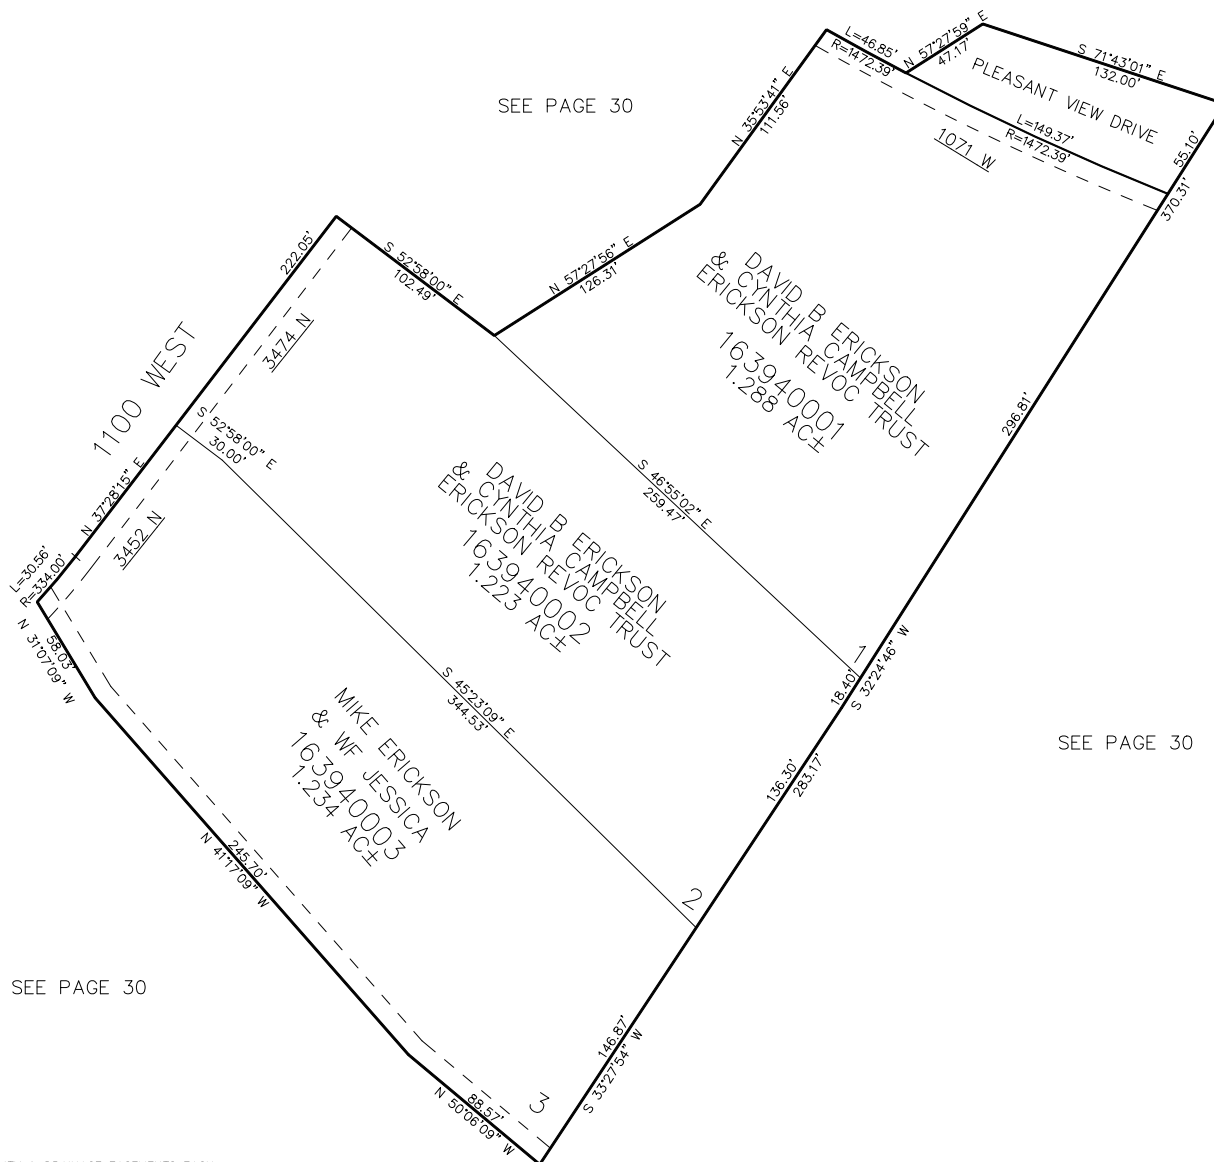 L=46.85'
R=1472.39'
N 57°27'59" E
47.17'
S 71°43'01" E
132.00'
PLEASANT VIEW DRIVE
L=149.37'
R=1472.39'
1071 W
55.10'
370.31'
SEE PAGE 30
N 35°53'41" E
111.56'
N 57°27'56" E
126.31'
S 52°58'00" E
102.49'
222.05'
3474 N
1100 WEST
DAVID B ERICKSON
& CYNTHIA CAMPBELL
ERICKSON REVOC TRUST
163940001
1.288 AC±
296.81'
S 52°58'00" E
30.00'
N 37°28'15" E
3452 N
S 46°55'02" E
259.47'
DAVID B ERICKSON
& CYNTHIA CAMPBELL
ERICKSON REVOC TRUST
163940002
1.223 AC±
L=30.56'
R=334.00'
58.03'
N 31°07'09" W
1
18.40'
S 32°24'46" W
S 45°23'09" E
344.53'
MIKE ERICKSON
& WF JESSICA
163940003
1.234 AC±
SEE PAGE 30
136.30'
283.17'
245.70'
N 41°17'09" W
2
SEE PAGE 30
146.87'
S 33°27'54" W
3
88.57'
N 50°06'09" W